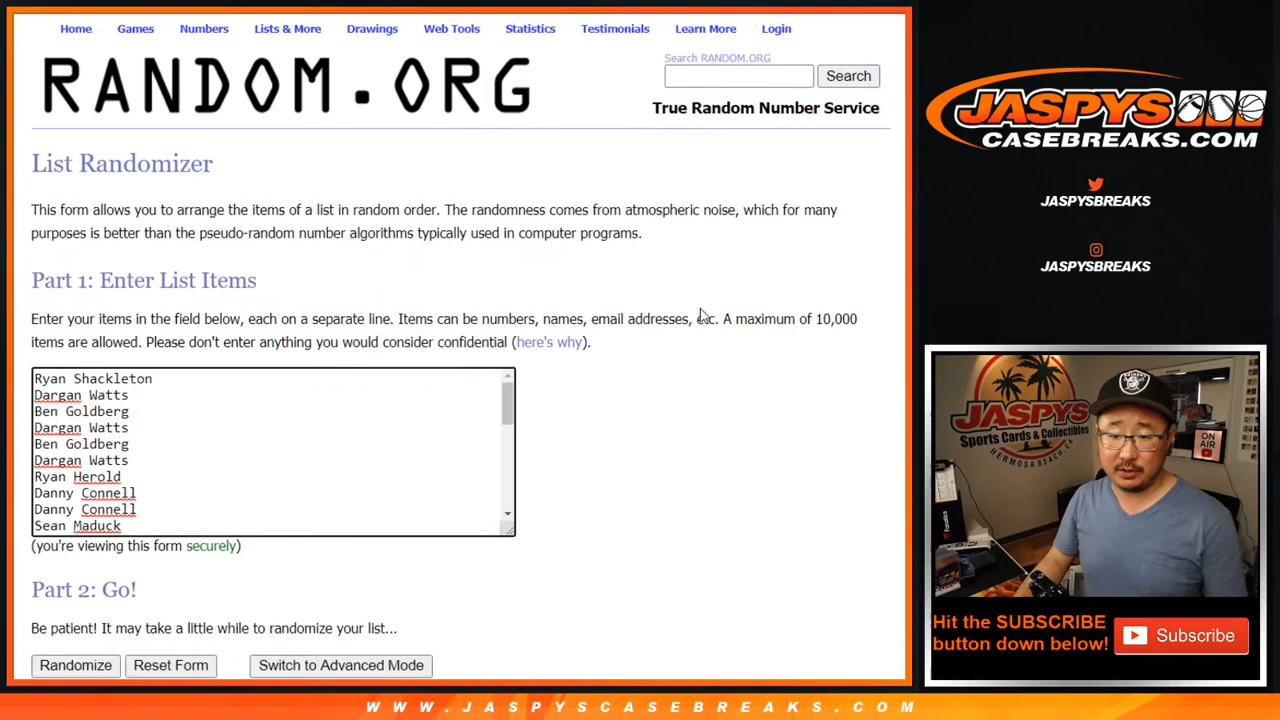 Home Games Numbers Lists & More Drawings Web Tools Statistics Testimonials Learn More Login
RANDOM.ORG
Search RANDOM.ORG
Search
True Random Number Service
List Randomizer
This form allows you to arrange the items of a list in random order. The randomness comes from atmospheric noise, which for many
purposes is better than the pseudo-random number algorithms typically used in computer programs.
Part 1: Enter List Items
Enter your items in the field below, each on a separate line. Items can be numbers, names, email addresses, etc. A maximum of 10,000
items are allowed. Please don't enter anything you would consider confidential (here's why).
Ryan Shackleton
Dargan Watts
Ben Goldberg
Dargan Watts
Ben Goldberg
Dargan Watts
Ryan Herold
Danny Connell
Danny Connell
Sean Maduck
(you're viewing this form securely)
Part 2: Go!
Be patient! It may take a little while to randomize your list...
Randomize Reset Form Switch to Advanced Mode
JASPYS
CASEBREAKS.COM
JASPYSBREAKS
JASPYSBREAKS
JASPYS
Sports Cards & Collectibles
HERMOSA BEACH, CA
RAIDERS
ON AIR
Fanatics
Hit the SUBSCRIBE
button down below!
Subscribe
WWW.JASPYSCASEBREAKS.COM